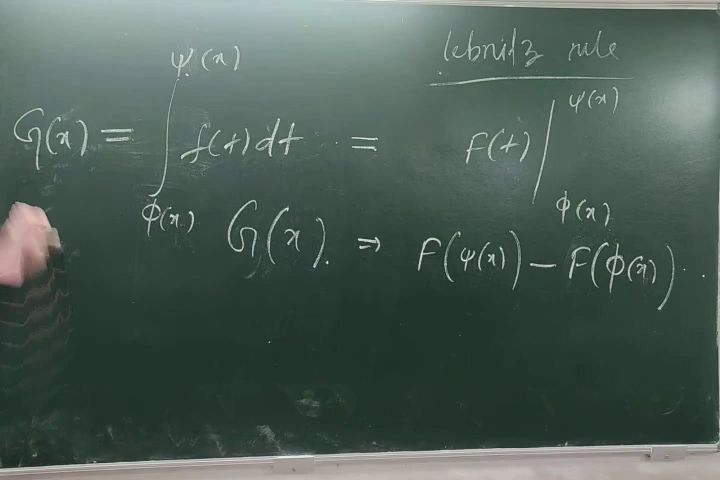 lebnitz rule
G(x) = ∫_{ϕ(x)}^{ψ(x)} f(t) dt = F(t) |_{ϕ(x)}^{ψ(x)}
G(x) ⇒ F(ψ(x)) − F(ϕ(x))